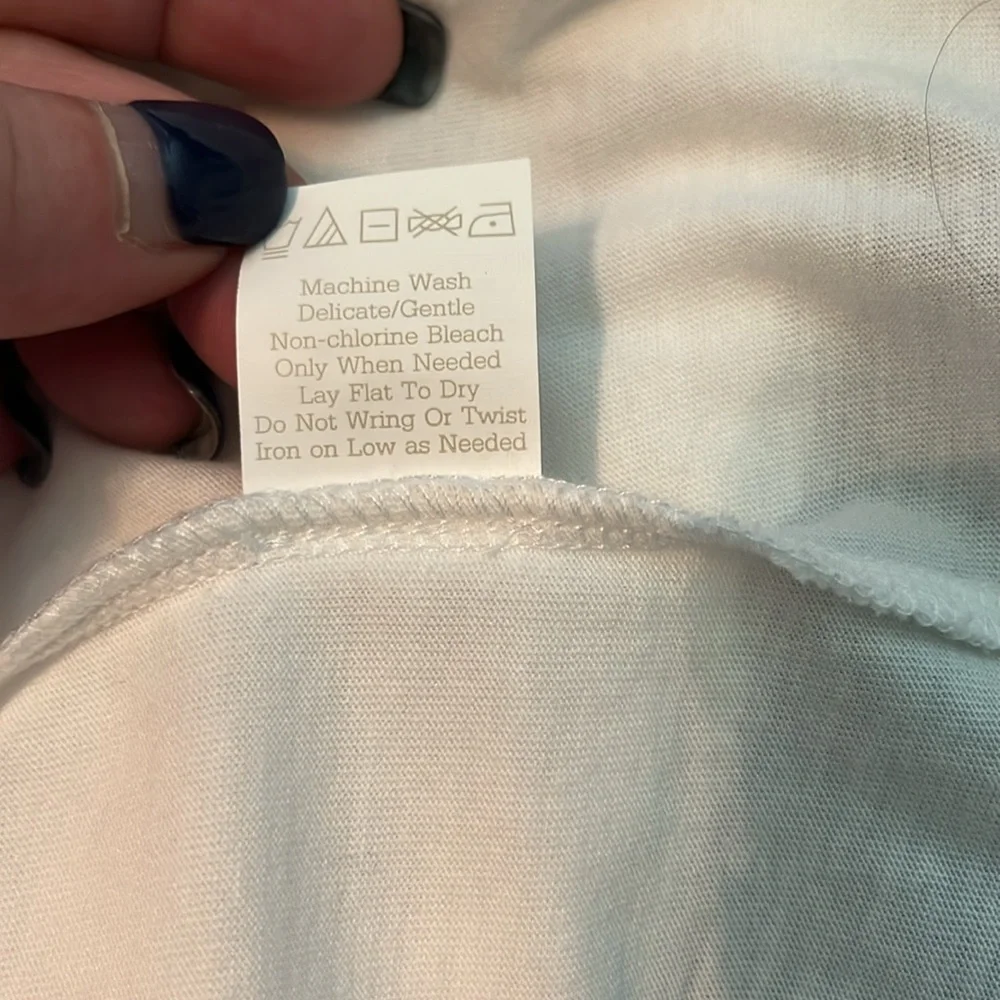 Machine Wash
Delicate/Gentle
Non-chlorine Bleach
Only When Needed
Lay Flat To Dry
Do Not Wring Or Twist
Iron on Low as Needed